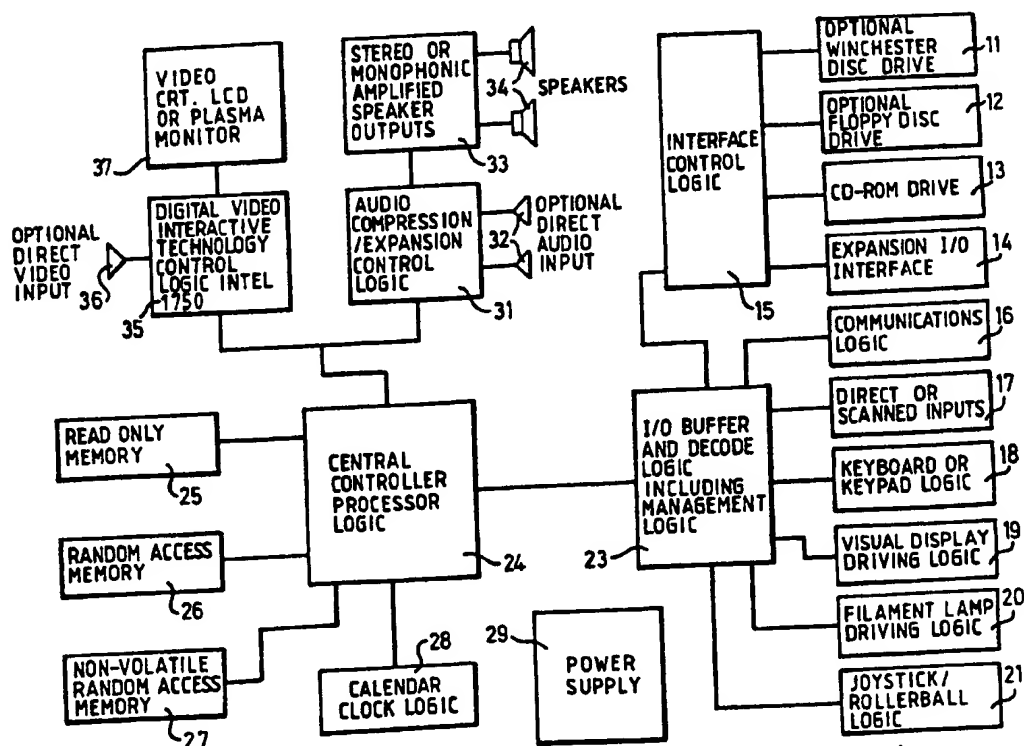 VIDEO
CRT. LCD
OR PLASMA
MONITOR
37
STEREO OR
MONOPHONIC
AMPLIFIED
SPEAKER
OUTPUTS
33
34
SPEAKERS
DIGITAL VIDEO
INTERACTIVE
TECHNOLOGY
CONTROL
LOGIC INTEL
1750
35
OPTIONAL
DIRECT
VIDEO
INPUT
36
AUDIO
COMPRESSION
/EXPANSION
CONTROL
LOGIC
31
32
OPTIONAL
DIRECT
AUDIO
INPUT
INTERFACE
CONTROL
LOGIC
15
OPTIONAL
WINCHESTER
DISC DRIVE
11
OPTIONAL
FLOPPY DISC
DRIVE
12
CD-ROM DRIVE
13
EXPANSION I/O
INTERFACE
14
COMMUNICATIONS
LOGIC
16
DIRECT OR
SCANNED INPUTS
17
KEYBOARD OR
KEYPAD LOGIC
18
VISUAL DISPLAY
DRIVING LOGIC
19
FILAMENT LAMP
DRIVING LOGIC
20
JOYSTICK/
ROLLERBALL
LOGIC
21
READ ONLY
MEMORY
25
RANDOM ACCESS
MEMORY
26
NON-VOLATILE
RANDOM ACCESS
MEMORY
27
CENTRAL
CONTROLLER
PROCESSOR
LOGIC
24
I/O BUFFER
AND DECODE
LOGIC
INCLUDING
MANAGEMENT
LOGIC
23
28
CALENDAR
CLOCK LOGIC
29
POWER
SUPPLY